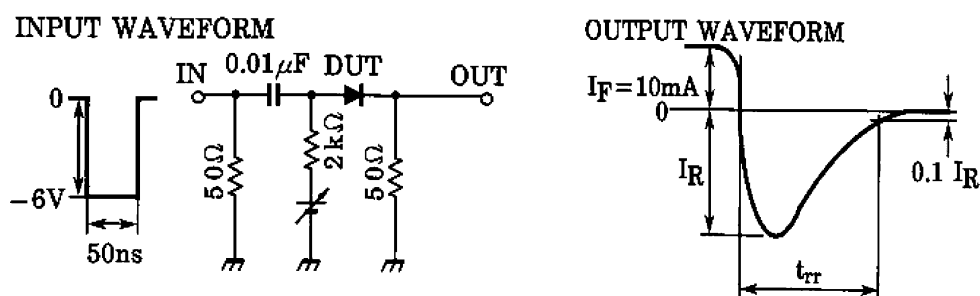 INPUT WAVEFORM
0
−6V
50ns
IN
0.01μF
DUT
OUT
50Ω
2kΩ
50Ω
OUTPUT WAVEFORM
I_F=10mA
0
I_R
0.1 I_R
t_rr